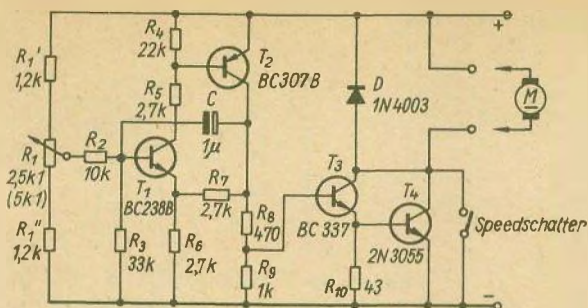 R4
22k
T2
BC307B
R1'
1,2k
R5
2,7k
C
1µ
D
1N4003
M
R1
2,5k1
(5k1)
R2
10k
T1
BC238B
R7
2,7k
T3
BC 337
T4
2N3055
Speedschalter
R1"
1,2k
R3
33k
R6
2,7k
R8
470
R9
1k
R10
43
+
−